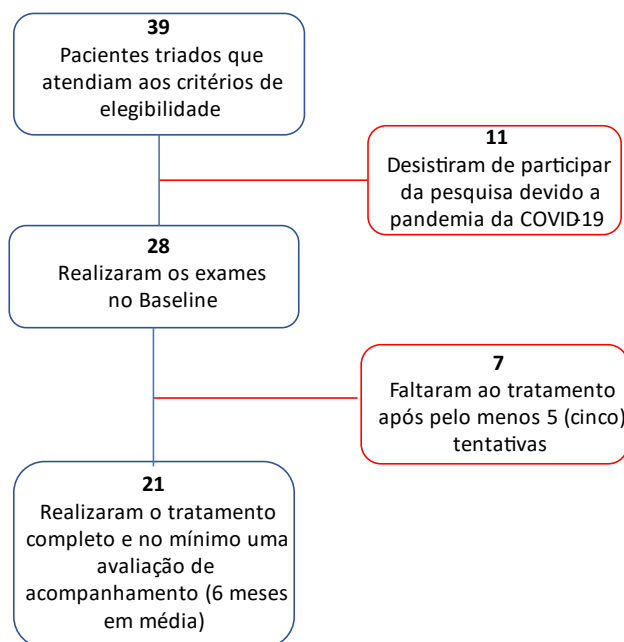 39
Pacientes triados que
atendiam aos critérios de
elegibilidade
11
Desistiram de participar
da pesquisa devido a
pandemia da COVID-19
28
Realizaram os exames
no Baseline
7
Faltaram ao tratamento
após pelo menos 5 (cinco)
tentativas
21
Realizaram o tratamento
completo e no mínimo uma
avaliação de
acompanhamento (6 meses
em média)